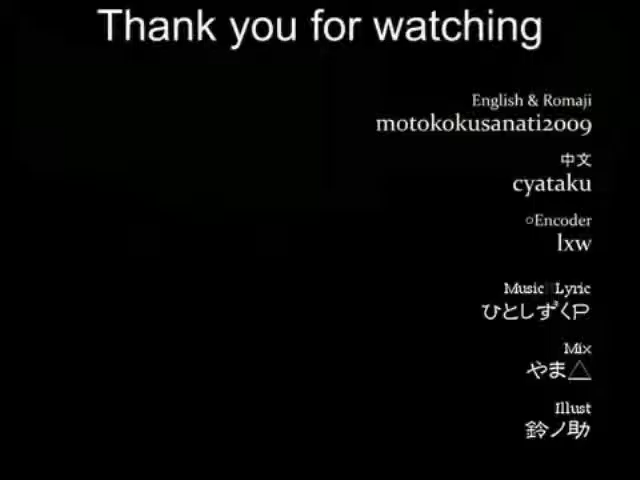 Thank you for watching
English & Romaji
motokokusanati2009
中文
cyataku
○Encoder
lxw
Music Lyric
ひとしずくP
Mix
やま△
Illust
鈴ノ助